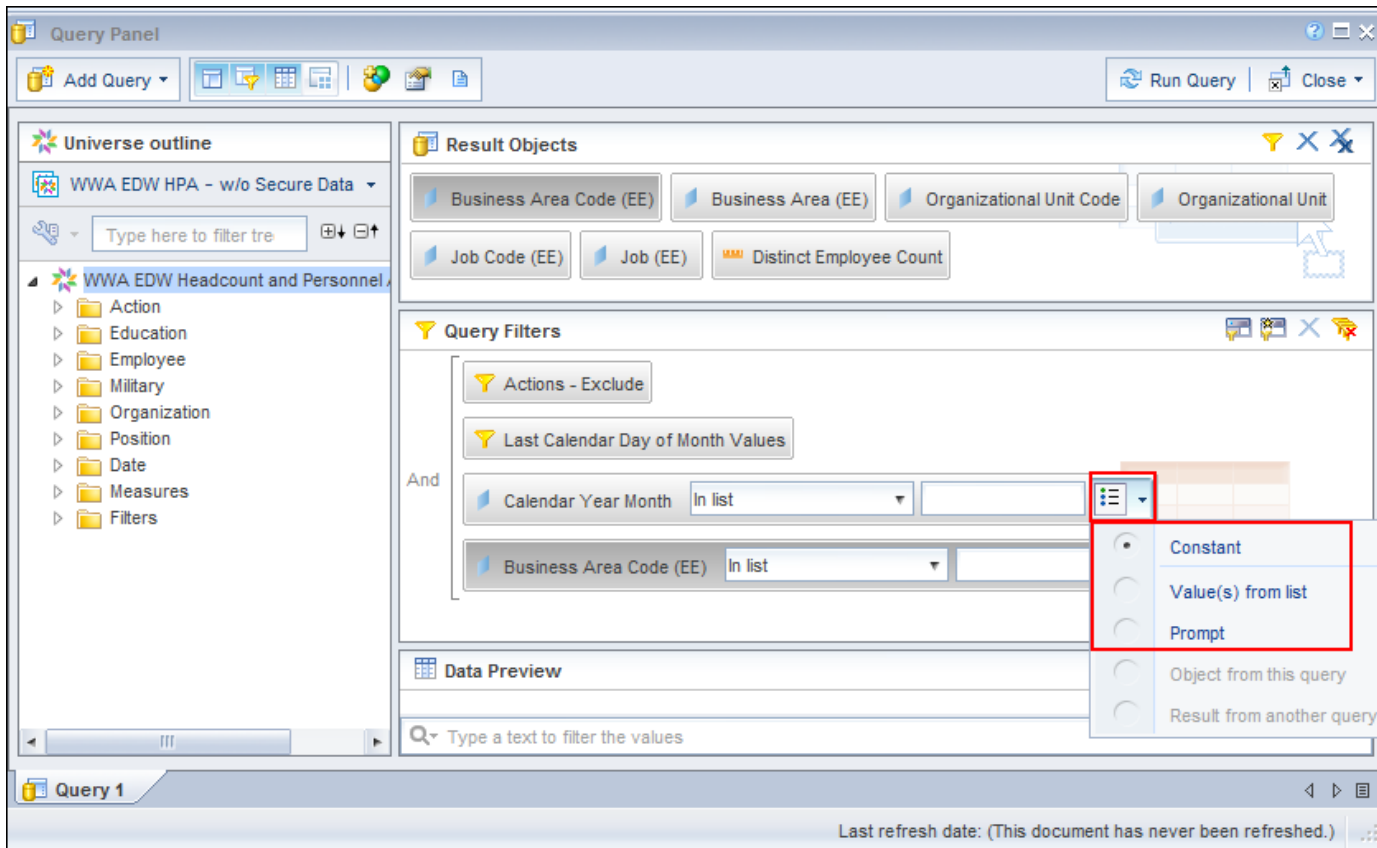 Query Panel
Add Query
Run Query
Close
Universe outline
WWA EDW HPA - w/o Secure Data
Type here to filter tre
WWA EDW Headcount and Personnel
Action
Education
Employee
Military
Organization
Position
Date
Measures
Filters
Result Objects
Business Area Code (EE) Business Area (EE) Organizational Unit Code Organizational Unit
Job Code (EE) Job (EE) Distinct Employee Count
Query Filters
And
Actions - Exclude
Last Calendar Day of Month Values
Calendar Year Month In list
Business Area Code (EE) In list
Constant
Value(s) from list
Prompt
Object from this query
Result from another query
Data Preview
Type a text to filter the values
Query 1
Last refresh date: (This document has never been refreshed.)